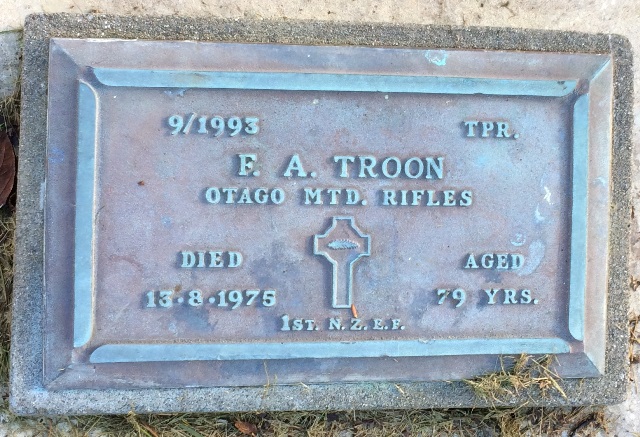 9/1993 TPR.
F. A. TROON
OTAGO MTD. RIFLES
DIED AGED
13·8·1975 79 YRS.
1ST. N.Z.E.F.